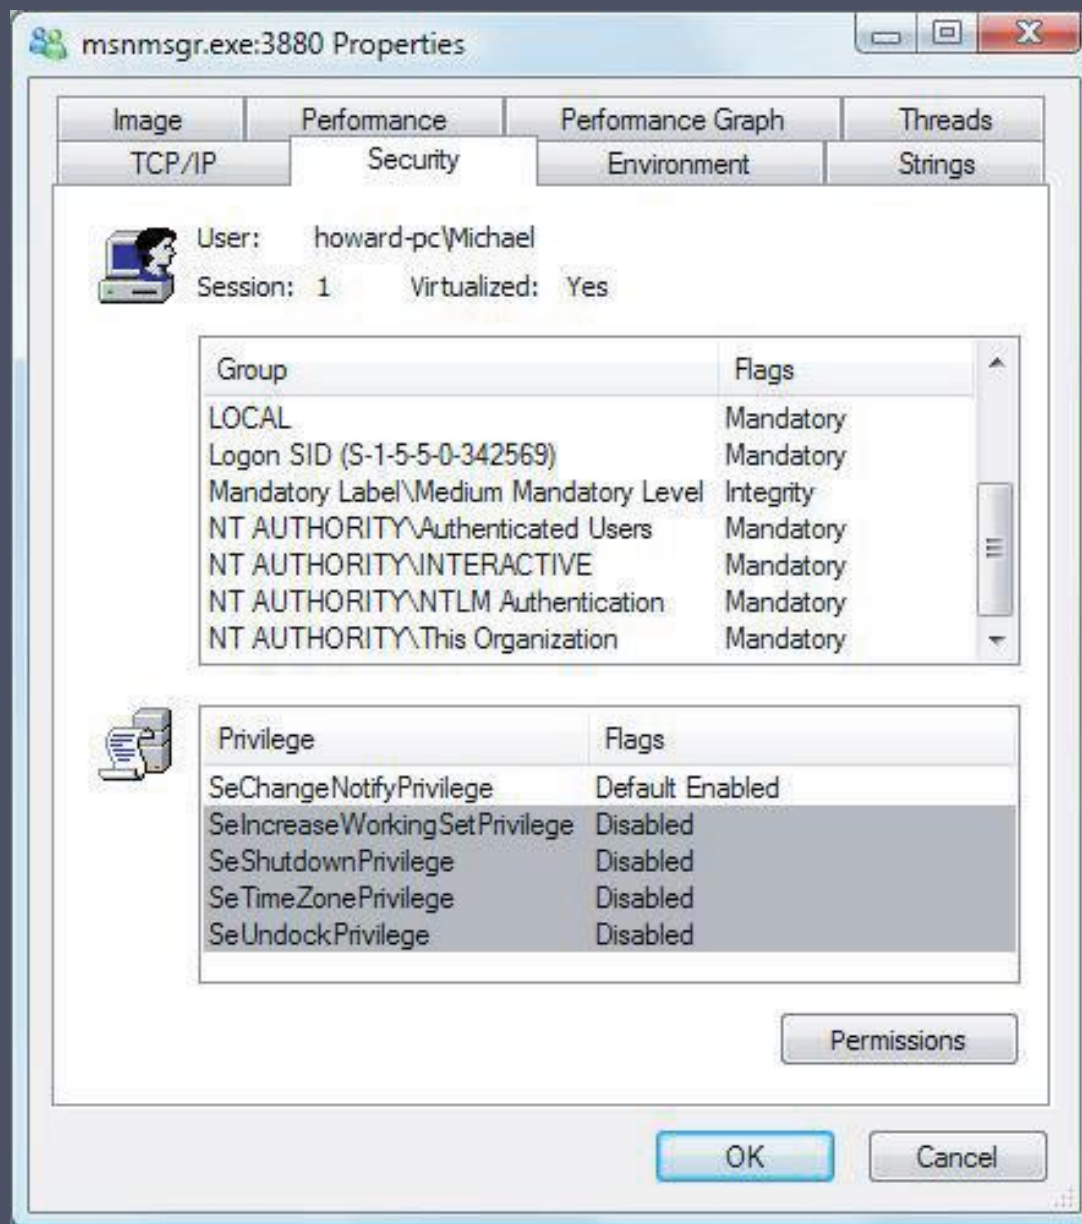 msnmsgr.exe:3880 Properties
Image Performance Performance Graph Threads
TCP/IP Security Environment Strings
User: howard-pc\Michael
Session: 1 Virtualized: Yes
Group Flags
LOCAL Mandatory
Logon SID (S-1-5-5-0-342569) Mandatory
Mandatory Label\Medium Mandatory Level Integrity
NT AUTHORITY\Authenticated Users Mandatory
NT AUTHORITY\INTERACTIVE Mandatory
NT AUTHORITY\NTLM Authentication Mandatory
NT AUTHORITY\This Organization Mandatory
Privilege Flags
SeChangeNotifyPrivilege Default Enabled
SeIncreaseWorkingSetPrivilege Disabled
SeShutdownPrivilege Disabled
SeTimeZonePrivilege Disabled
SeUndockPrivilege Disabled
Permissions
OK Cancel